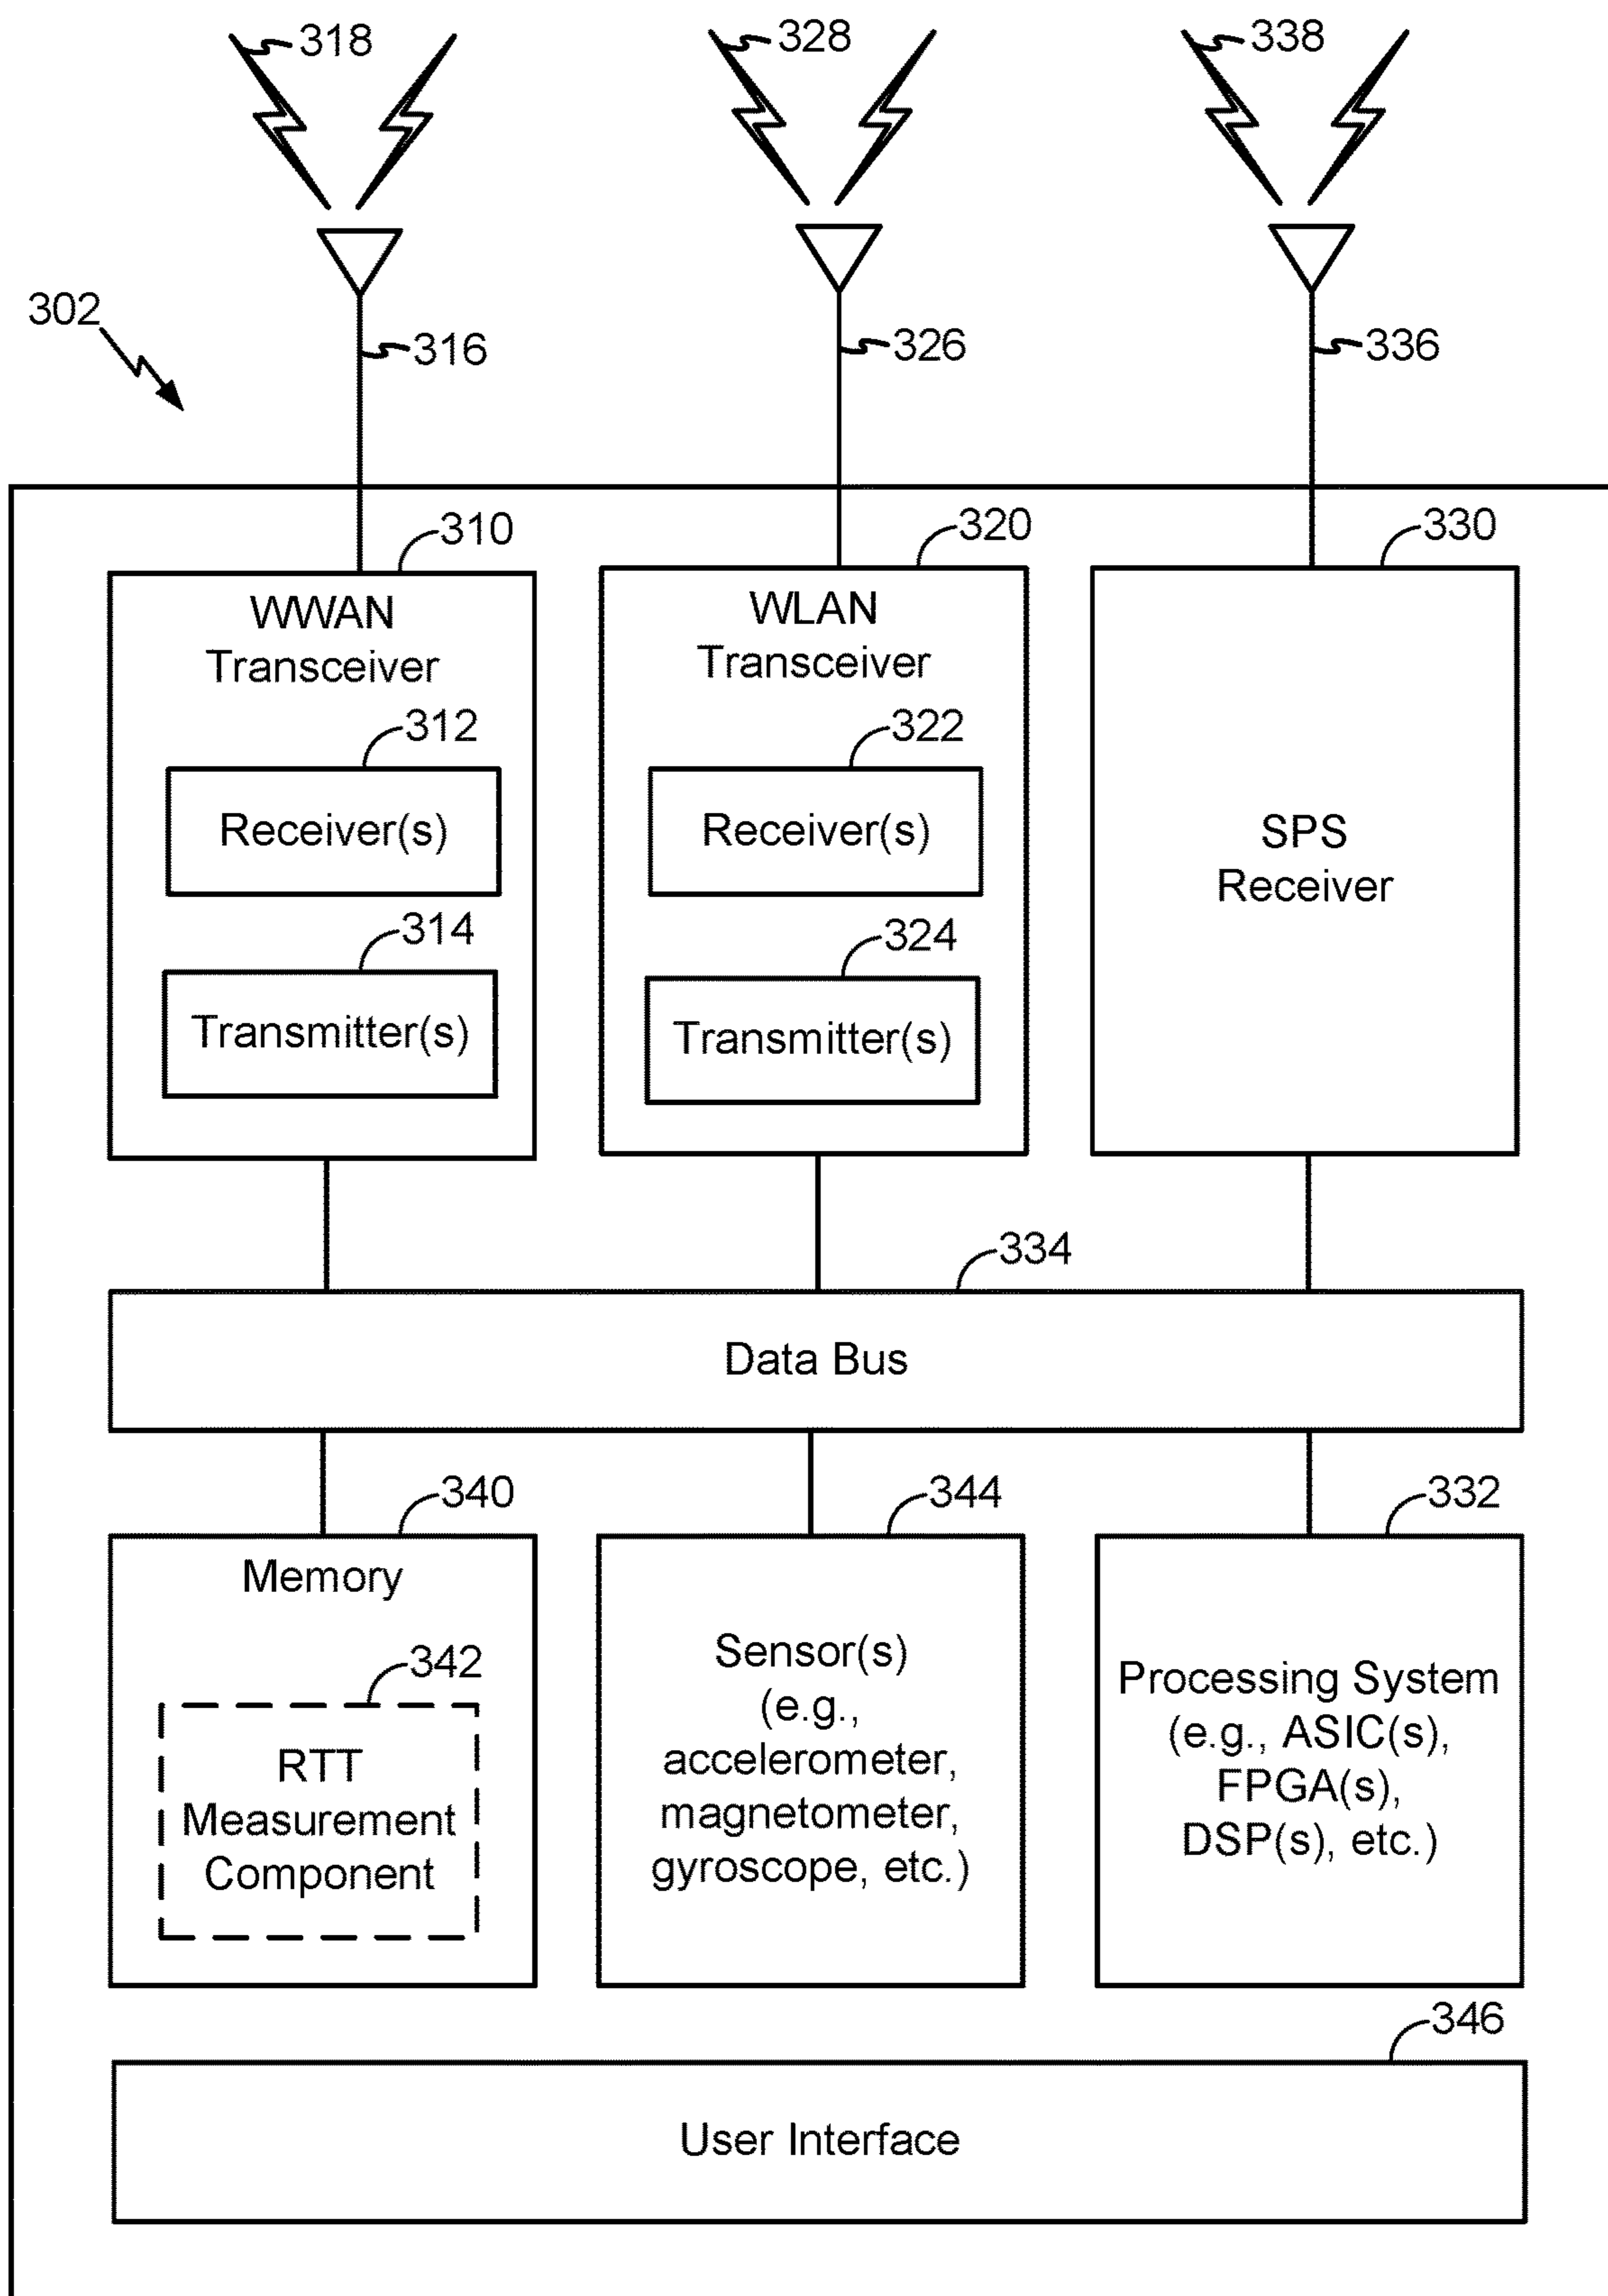 318
328
338
302
316
326
336
310
320
330
WWAN
Transceiver
WLAN
Transceiver
312
322
Receiver(s)
Receiver(s)
SPS
Receiver
314
324
Transmitter(s)
Transmitter(s)
334
Data Bus
340
344
332
Memory
342
RTT
Measurement
Component
Sensor(s)
(e.g.,
accelerometer,
magnetometer,
gyroscope, etc.)
Processing System
(e.g., ASIC(s),
FPGA(s),
DSP(s), etc.)
346
User Interface